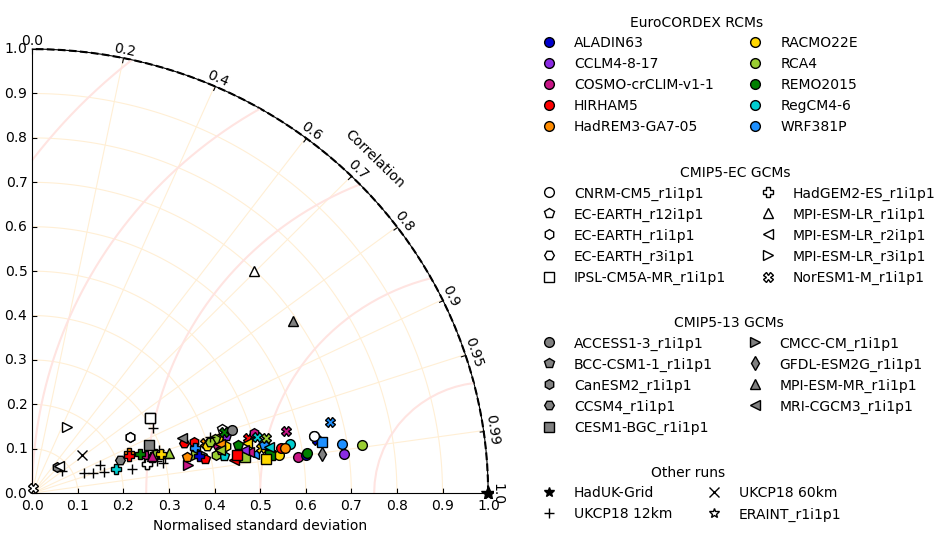 0.0
0.2
0.4
0.6
0.7
0.8
0.9
0.95
0.99
1.0
Correlation
1.0
0.9
0.8
0.7
0.6
0.5
0.4
0.3
0.2
0.1
0.0
0.0 0.1 0.2 0.3 0.4 0.5 0.6 0.7 0.8 0.9 1.0
Normalised standard deviation
EuroCORDEX RCMs
ALADIN63 RACMO22E
CCLM4-8-17 RCA4
COSMO-crCLIM-v1-1 REMO2015
HIRHAM5 RegCM4-6
HadREM3-GA7-05 WRF381P
CMIP5-EC GCMs
CNRM-CM5_r1i1p1 HadGEM2-ES_r1i1p1
EC-EARTH_r12i1p1 MPI-ESM-LR_r1i1p1
EC-EARTH_r1i1p1 MPI-ESM-LR_r2i1p1
EC-EARTH_r3i1p1 MPI-ESM-LR_r3i1p1
IPSL-CM5A-MR_r1i1p1 NorESM1-M_r1i1p1
CMIP5-13 GCMs
ACCESS1-3_r1i1p1 CMCC-CM_r1i1p1
BCC-CSM1-1_r1i1p1 GFDL-ESM2G_r1i1p1
CanESM2_r1i1p1 MPI-ESM-MR_r1i1p1
CCSM4_r1i1p1 MRI-CGCM3_r1i1p1
CESM1-BGC_r1i1p1
Other runs
HadUK-Grid UKCP18 60km
UKCP18 12km ERAINT_r1i1p1